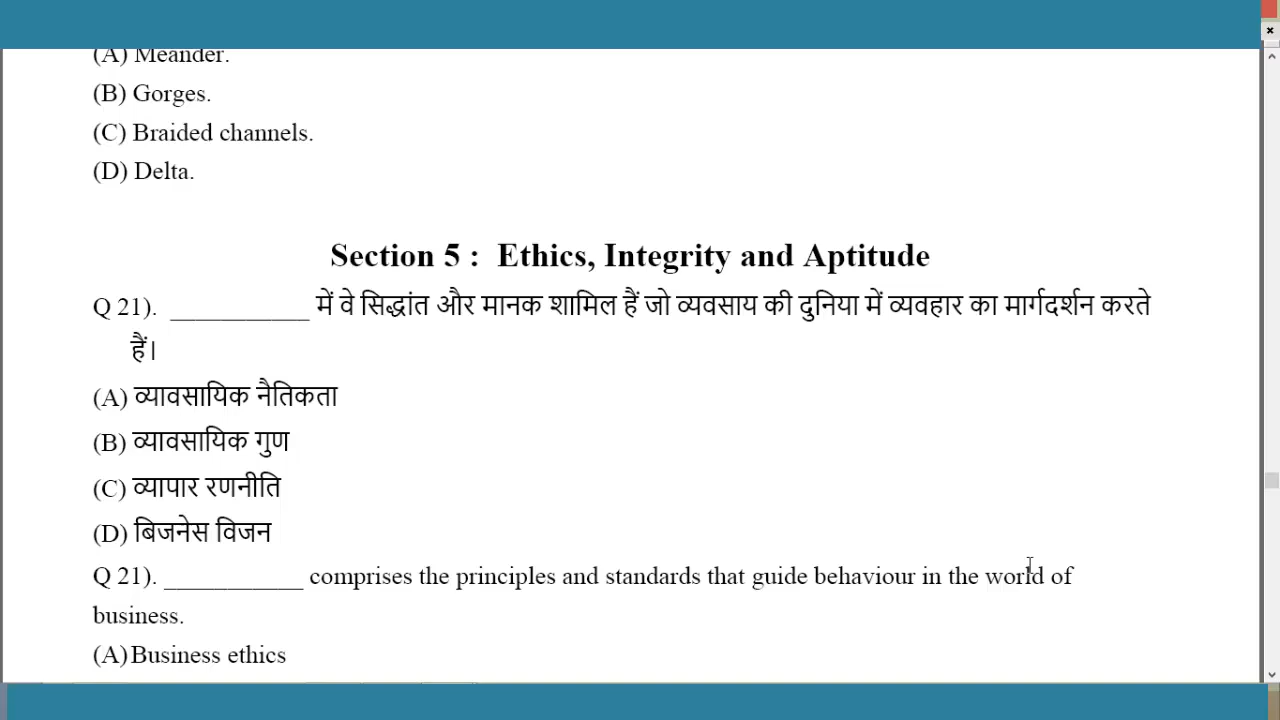 (A) Meander.
(B) Gorges.
(C) Braided channels.
(D) Delta.
Section 5 : Ethics, Integrity and Aptitude
Q 21). ___________ में वे सिद्धांत और मानक शामिल हैं जो व्यवसाय की दुनिया में व्यवहार का मार्गदर्शन करते
हैं।
(A) व्यावसायिक नैतिकता
(B) व्यावसायिक गुण
(C) व्यापार रणनीति
(D) बिजनेस विजन
Q 21). ___________ comprises the principles and standards that guide behaviour in the world of
business.
(A)Business ethics